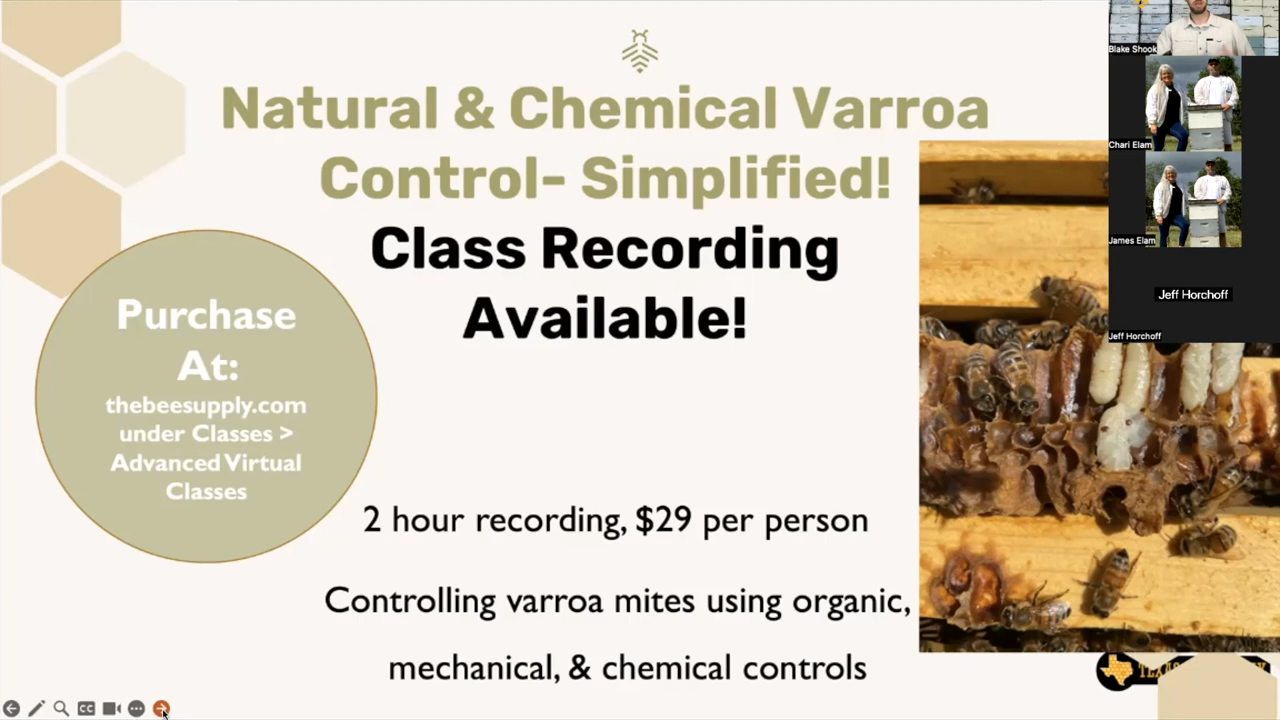 Natural & Chemical Varroa
Control- Simplified!
Class Recording
Available!
Purchase
At:
thebeesupply.com
under Classes >
Advanced Virtual
Classes
2 hour recording, $29 per person
Controlling varroa mites using organic,
mechanical, & chemical controls
Blake Shook
Chari Elam
James Elam
Jeff Horchoff
Jeff Horchoff
CC